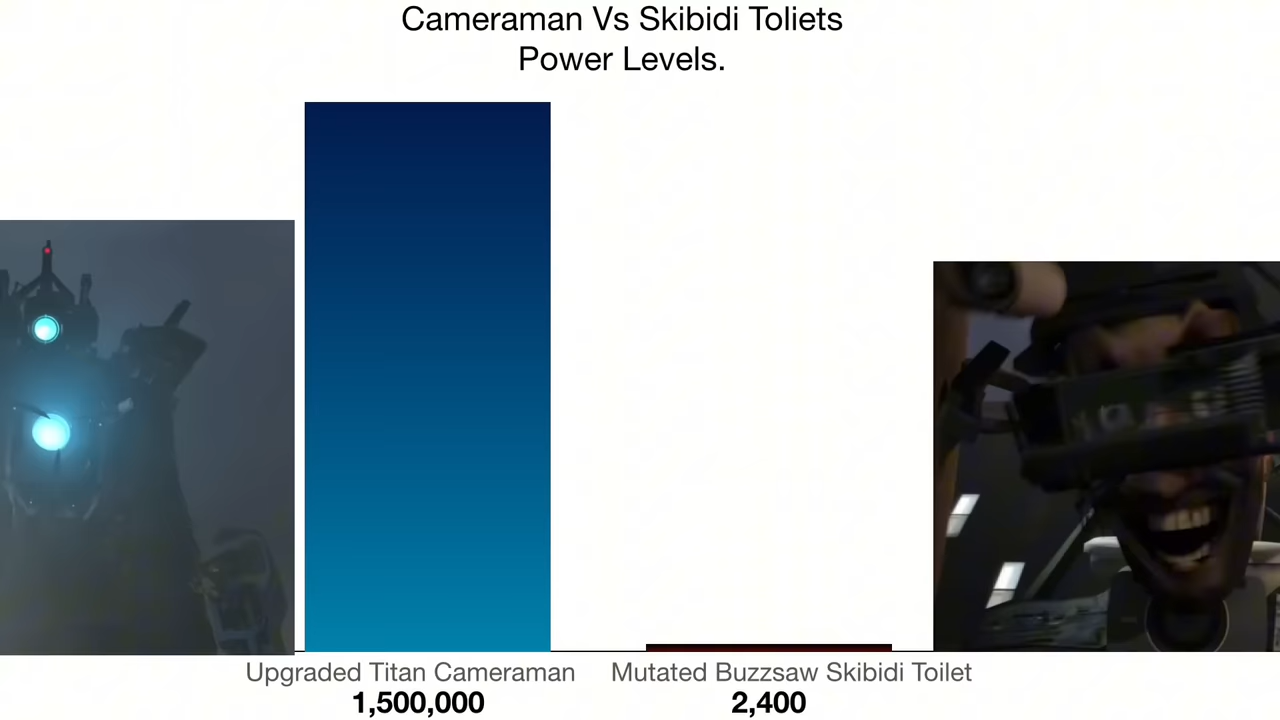 Cameraman Vs Skibidi Toliets
Power Levels.
Upgraded Titan Cameraman
1,500,000
Mutated Buzzsaw Skibidi Toilet
2,400